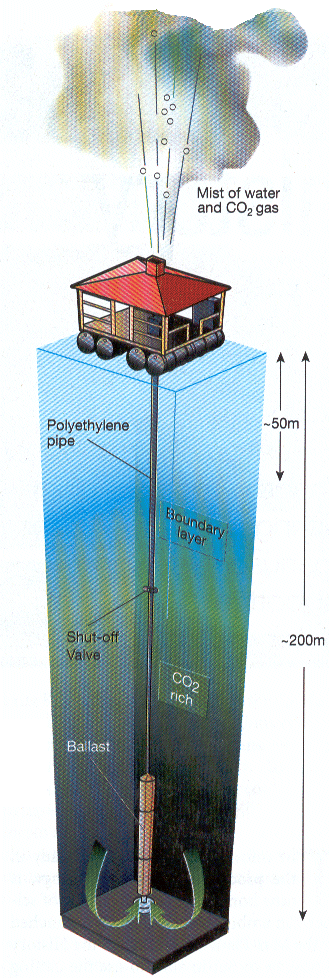 Mist of water
and CO₂ gas
Polyethylene
pipe
~50m
Boundary
layer
Shut-off
Valve
~200m
CO₂
rich
Ballast